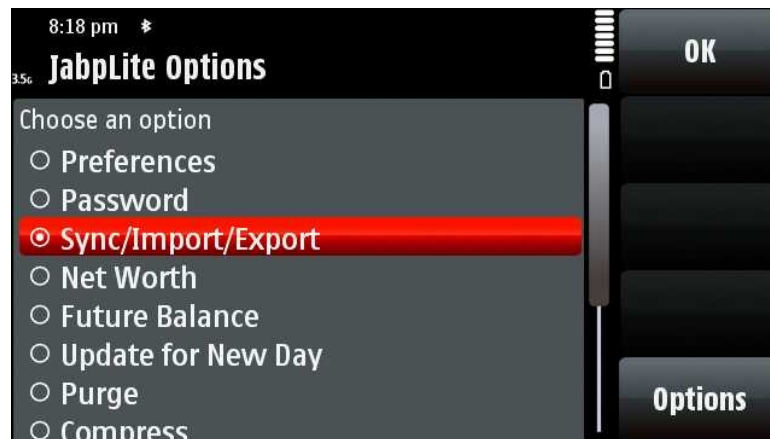 8:18 pm
3.5G JabpLite Options
OK
Choose an option
Preferences
Password
Sync/Import/Export
Net Worth
Future Balance
Update for New Day
Purge
Compress
Options